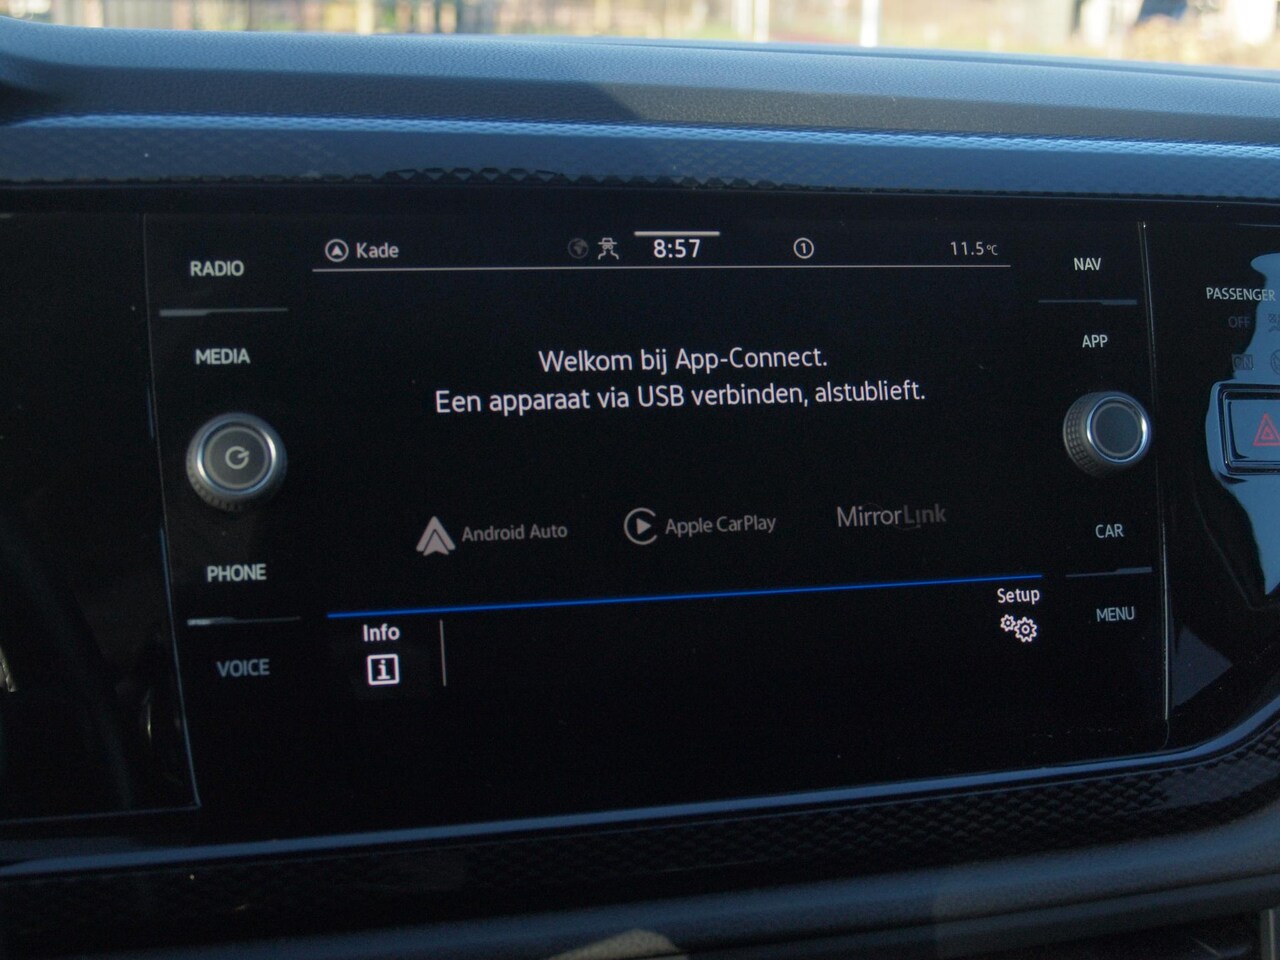 Kade 8:57 1 11.5°C
RADIO
MEDIA
PHONE
VOICE
Welkom bij App-Connect.
Een apparaat via USB verbinden, alstublieft.
Android Auto
Apple CarPlay
MirrorLink
Info
i
Setup
NAV
APP
CAR
MENU
PASSENGER
OFF